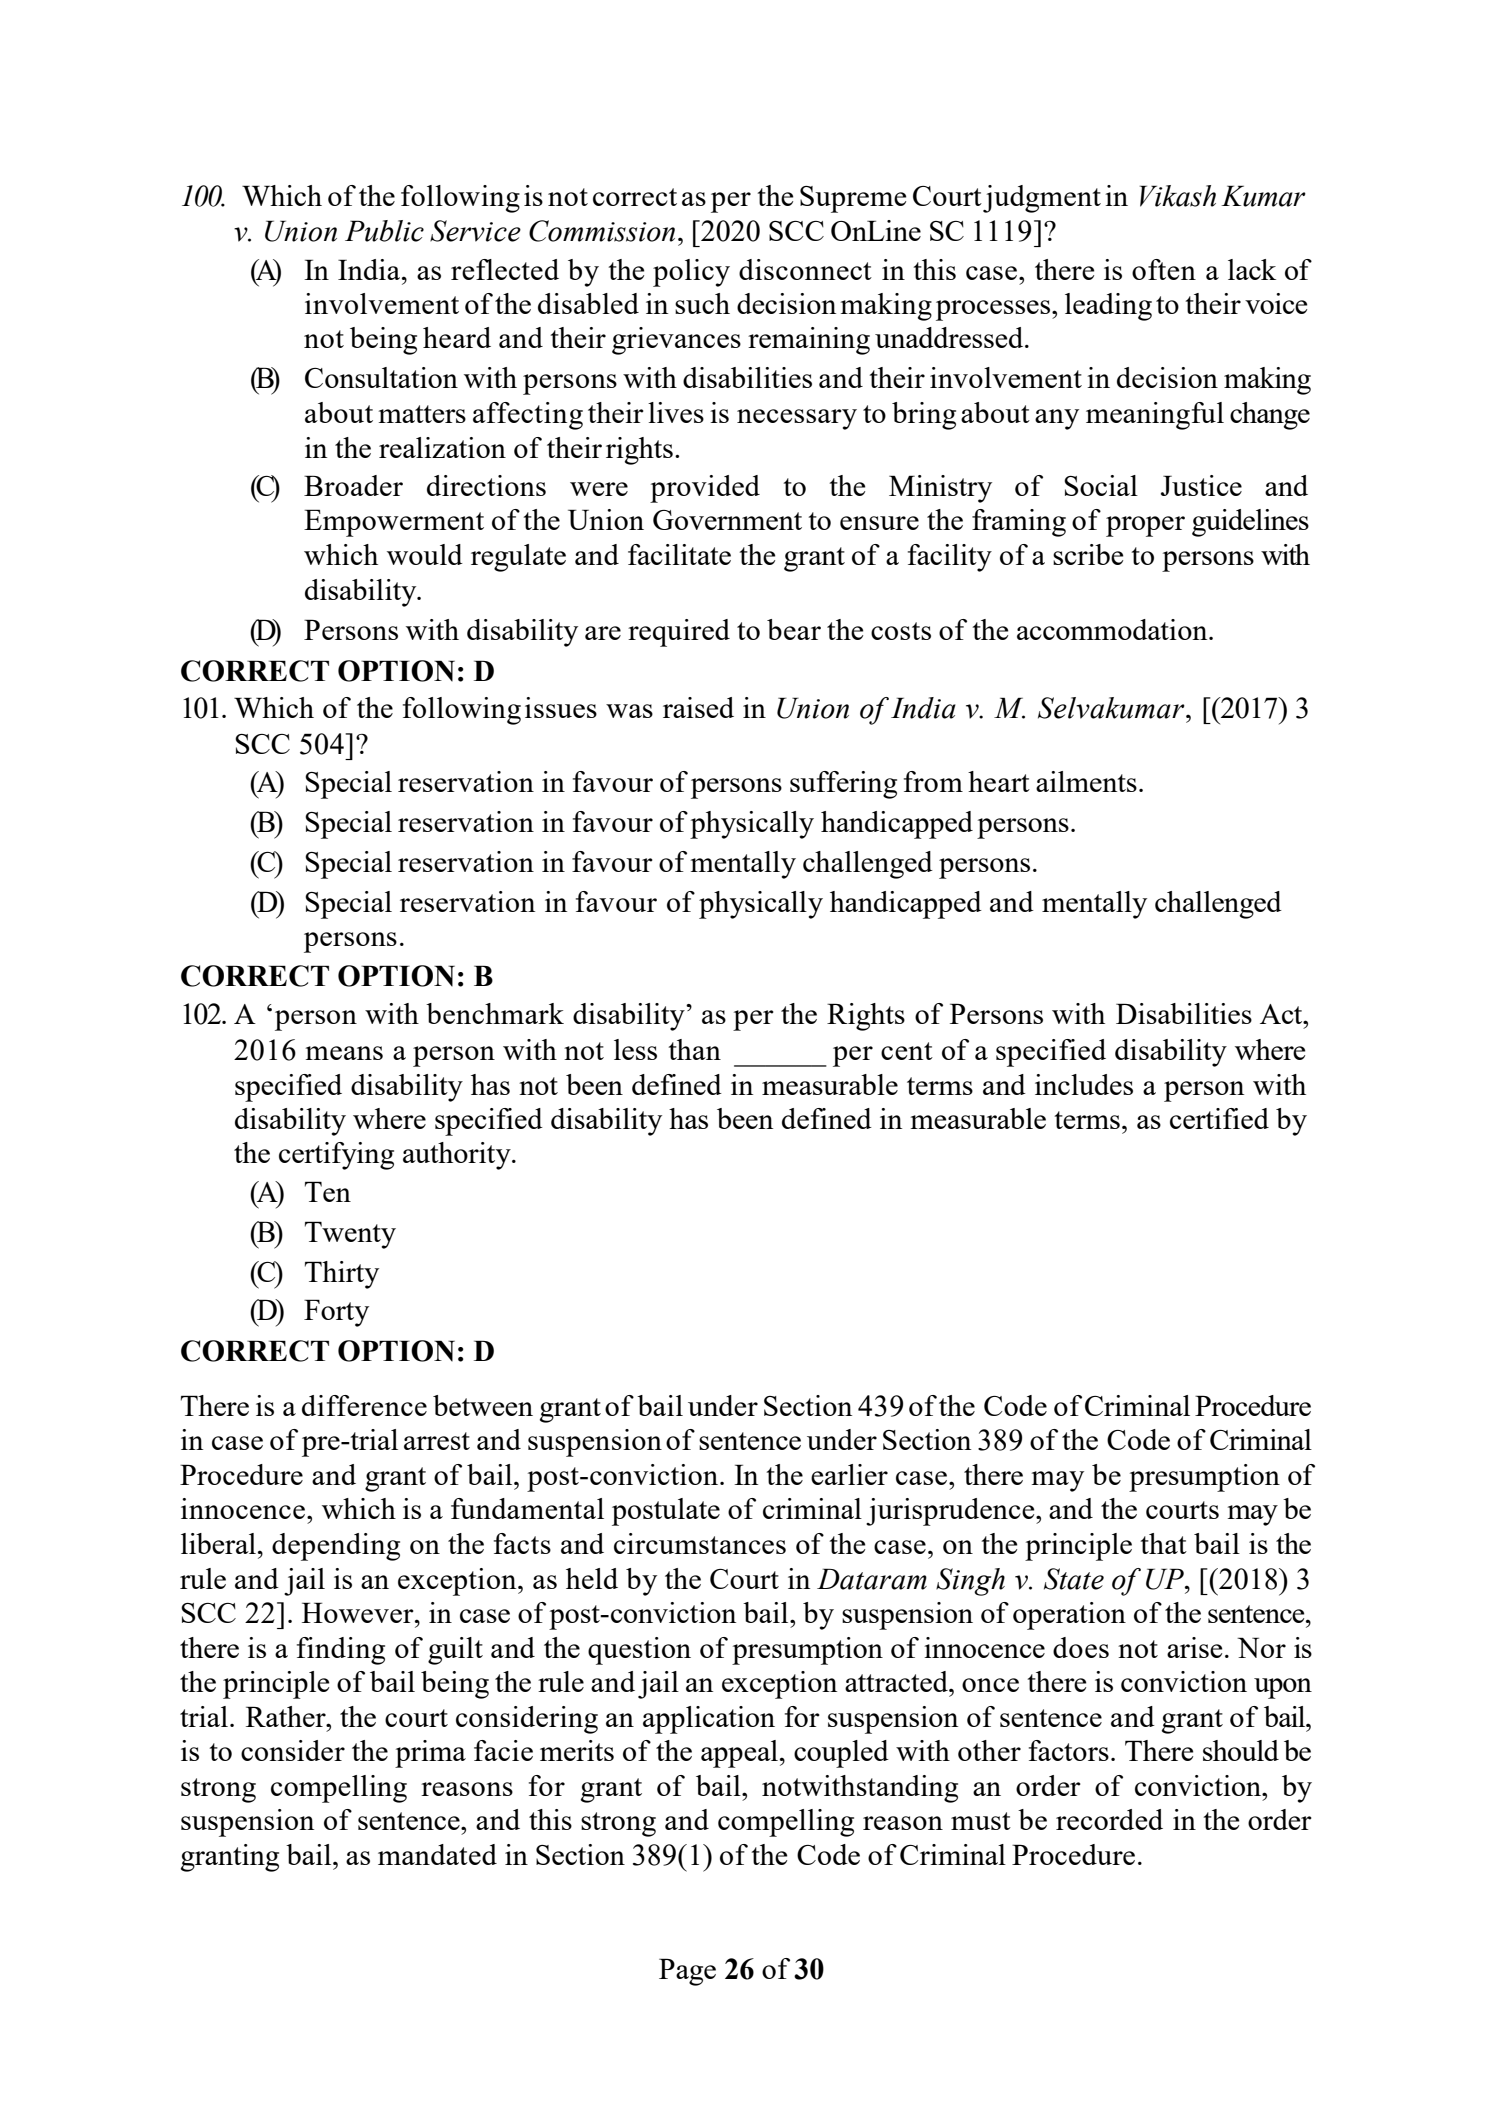 100. Which of the following is not correct as per the Supreme Court judgment in Vikash Kumar
v. Union Public Service Commission, [2020 SCC OnLine SC 1119]?
(A) In India, as reflected by the policy disconnect in this case, there is often a lack of
involvement of the disabled in such decision making processes, leading to their voice
not being heard and their grievances remaining unaddressed.
(B) Consultation with persons with disabilities and their involvement in decision making
about matters affecting their lives is necessary to bring about any meaningful change
in the realization of their rights.
(C) Broader directions were provided to the Ministry of Social Justice and
Empowerment of the Union Government to ensure the framing of proper guidelines
which would regulate and facilitate the grant of a facility of a scribe to persons with
disability.
(D) Persons with disability are required to bear the costs of the accommodation.
CORRECT OPTION: D
101. Which of the following issues was raised in Union of India v. M. Selvakumar, [(2017) 3
SCC 504]?
(A) Special reservation in favour of persons suffering from heart ailments.
(B) Special reservation in favour of physically handicapped persons.
(C) Special reservation in favour of mentally challenged persons.
(D) Special reservation in favour of physically handicapped and mentally challenged
persons.
CORRECT OPTION: B
102. A ‘person with benchmark disability’ as per the Rights of Persons with Disabilities Act,
2016 means a person with not less than ______ per cent of a specified disability where
specified disability has not been defined in measurable terms and includes a person with
disability where specified disability has been defined in measurable terms, as certified by
the certifying authority.
(A) Ten
(B) Twenty
(C) Thirty
(D) Forty
CORRECT OPTION: D
There is a difference between grant of bail under Section 439 of the Code of Criminal Procedure
in case of pre-trial arrest and suspension of sentence under Section 389 of the Code of Criminal
Procedure and grant of bail, post-conviction. In the earlier case, there may be presumption of
innocence, which is a fundamental postulate of criminal jurisprudence, and the courts may be
liberal, depending on the facts and circumstances of the case, on the principle that bail is the
rule and jail is an exception, as held by the Court in Dataram Singh v. State of UP, [(2018) 3
SCC 22]. However, in case of post-conviction bail, by suspension of operation of the sentence,
there is a finding of guilt and the question of presumption of innocence does not arise. Nor is
the principle of bail being the rule and jail an exception attracted, once there is conviction upon
trial. Rather, the court considering an application for suspension of sentence and grant of bail,
is to consider the prima facie merits of the appeal, coupled with other factors. There should be
strong compelling reasons for grant of bail, notwithstanding an order of conviction, by
suspension of sentence, and this strong and compelling reason must be recorded in the order
granting bail, as mandated in Section 389(1) of the Code of Criminal Procedure.
Page 26 of 30